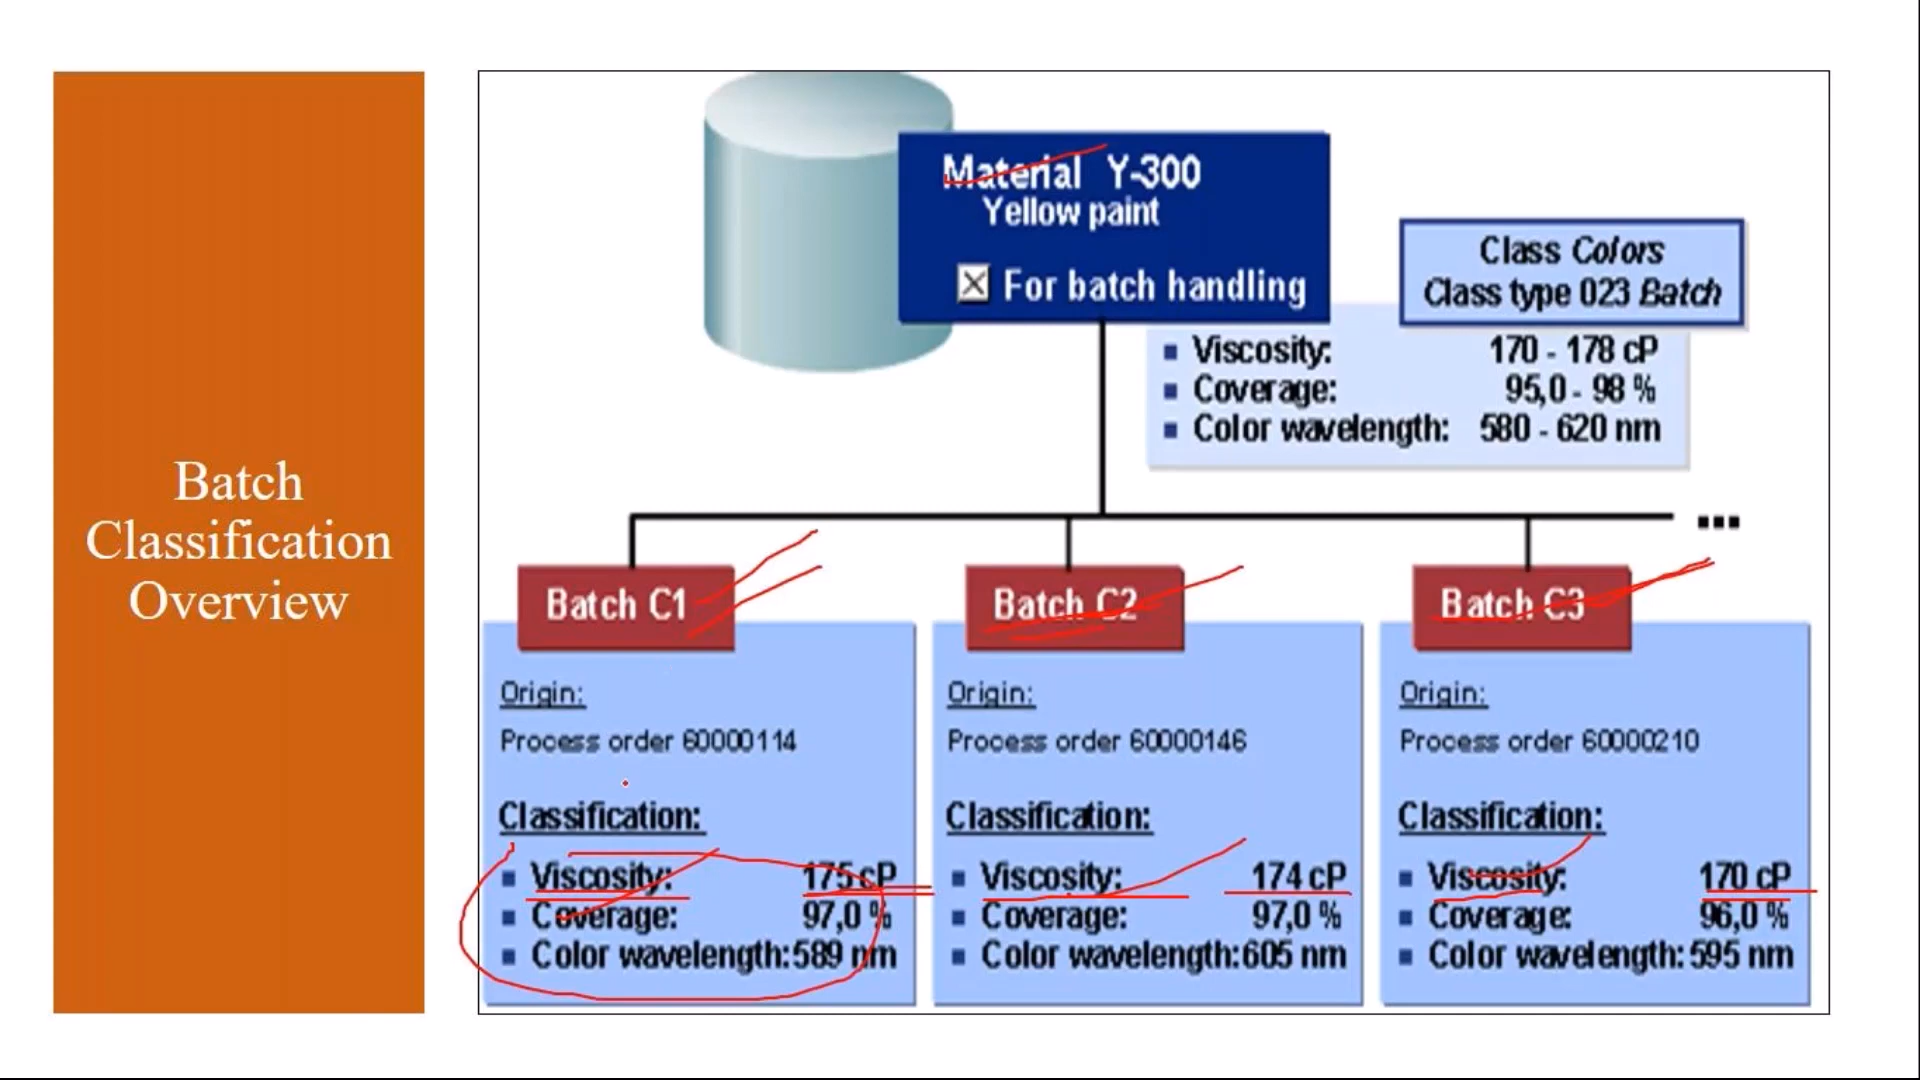 Batch
Classification
Overview
Material Y-300
Yellow paint
For batch handling
Class Colors
Class type 023 Batch
Viscosity: 170 - 178 cP
Coverage: 95,0 - 98 %
Color wavelength: 580 - 620 nm
...
Batch C1
Origin:
Process order 60000114
Classification:
Viscosity: 175 cP
Coverage: 97,0 %
Color wavelength: 589 nm
Batch C2
Origin:
Process order 60000146
Classification:
Viscosity: 174 cP
Coverage: 97,0 %
Color wavelength: 605 nm
Batch C3
Origin:
Process order 60000210
Classification:
Viscosity: 170 cP
Coverage: 96,0 %
Color wavelength: 595 nm